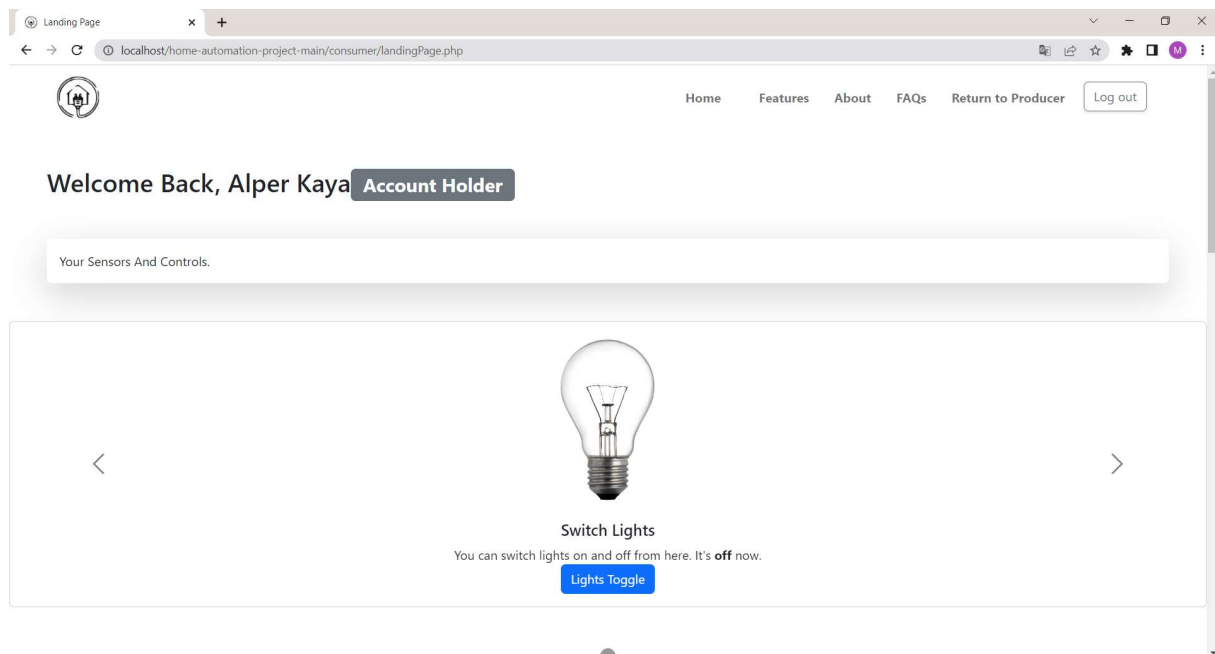 Landing Page
localhost/home-automation-project-main/consumer/landingPage.php
M
Home Features About FAQs Return to Producer Log out
Welcome Back, Alper Kaya Account Holder
Your Sensors And Controls.
Switch Lights
You can switch lights on and off from here. It's off now.
Lights Toggle